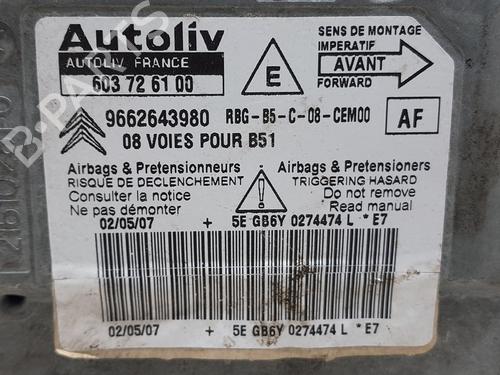 Autoliv
AUTOLIV FRANCE
603 72 61 00
E
SENS DE MONTAGE
IMPERATIF
AVANT
FORWARD
9662643980 RBG-B5-C-08-CEM00
AF
08 VOIES POUR B51
Airbags & Pretensionneurs
RISQUE DE DECLENCHEMENT
Consulter la notice
Ne pas démonter
Airbags & Pretensioners
TRIGGERING HASARD
Do not remove
Read manual
02/05/07 + 5E GB6Y 0274474 L * E7
02/05/07 + 5E GB6Y 0274474 L * E7